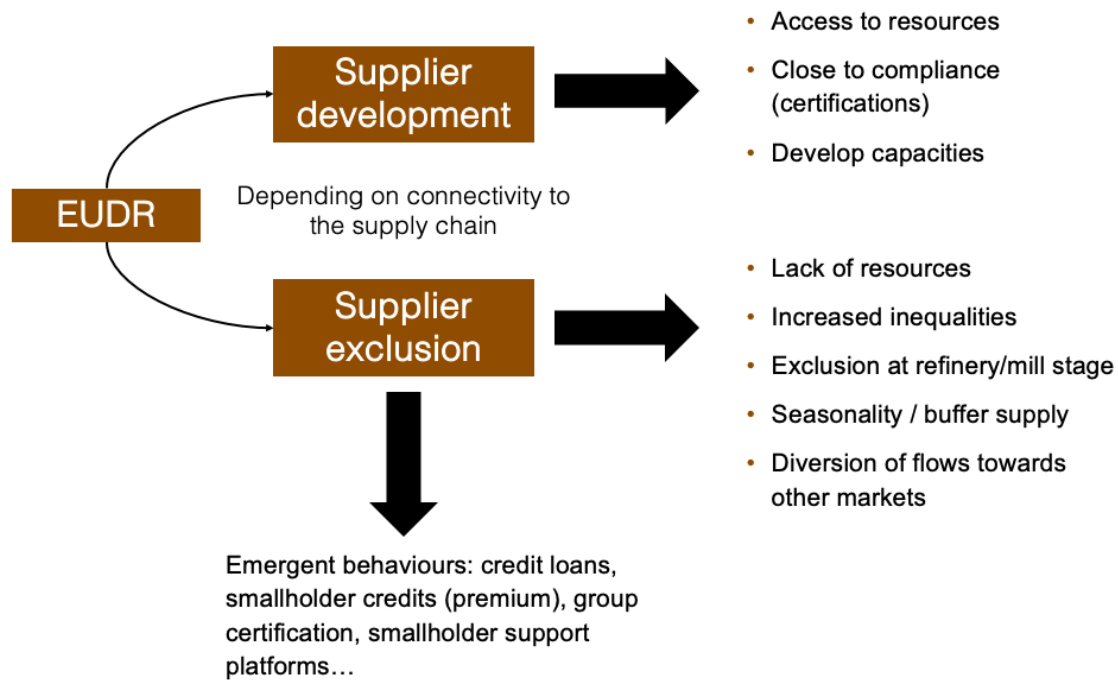 Supplier
development
• Access to resources
• Close to compliance
(certifications)
• Develop capacities
EUDR
Depending on connectivity to
the supply chain
Supplier
exclusion
• Lack of resources
• Increased inequalities
• Exclusion at refinery/mill stage
• Seasonality / buffer supply
• Diversion of flows towards
other markets
Emergent behaviours: credit loans,
smallholder credits (premium), group
certification, smallholder support
platforms…